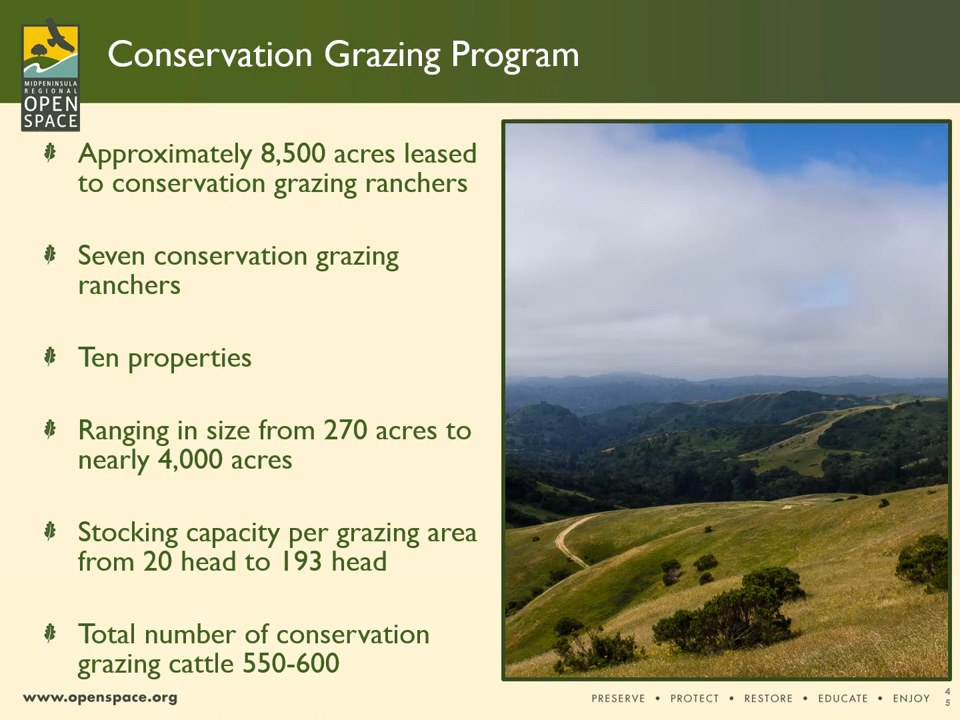 Conservation Grazing Program
MIDPENINSULA
REGIONAL
OPEN
SPACE
Approximately 8,500 acres leased
to conservation grazing ranchers
Seven conservation grazing
ranchers
Ten properties
Ranging in size from 270 acres to
nearly 4,000 acres
Stocking capacity per grazing area
from 20 head to 193 head
Total number of conservation
grazing cattle 550-600
www.openspace.org
PRESERVE • PROTECT • RESTORE • EDUCATE • ENJOY
4
5